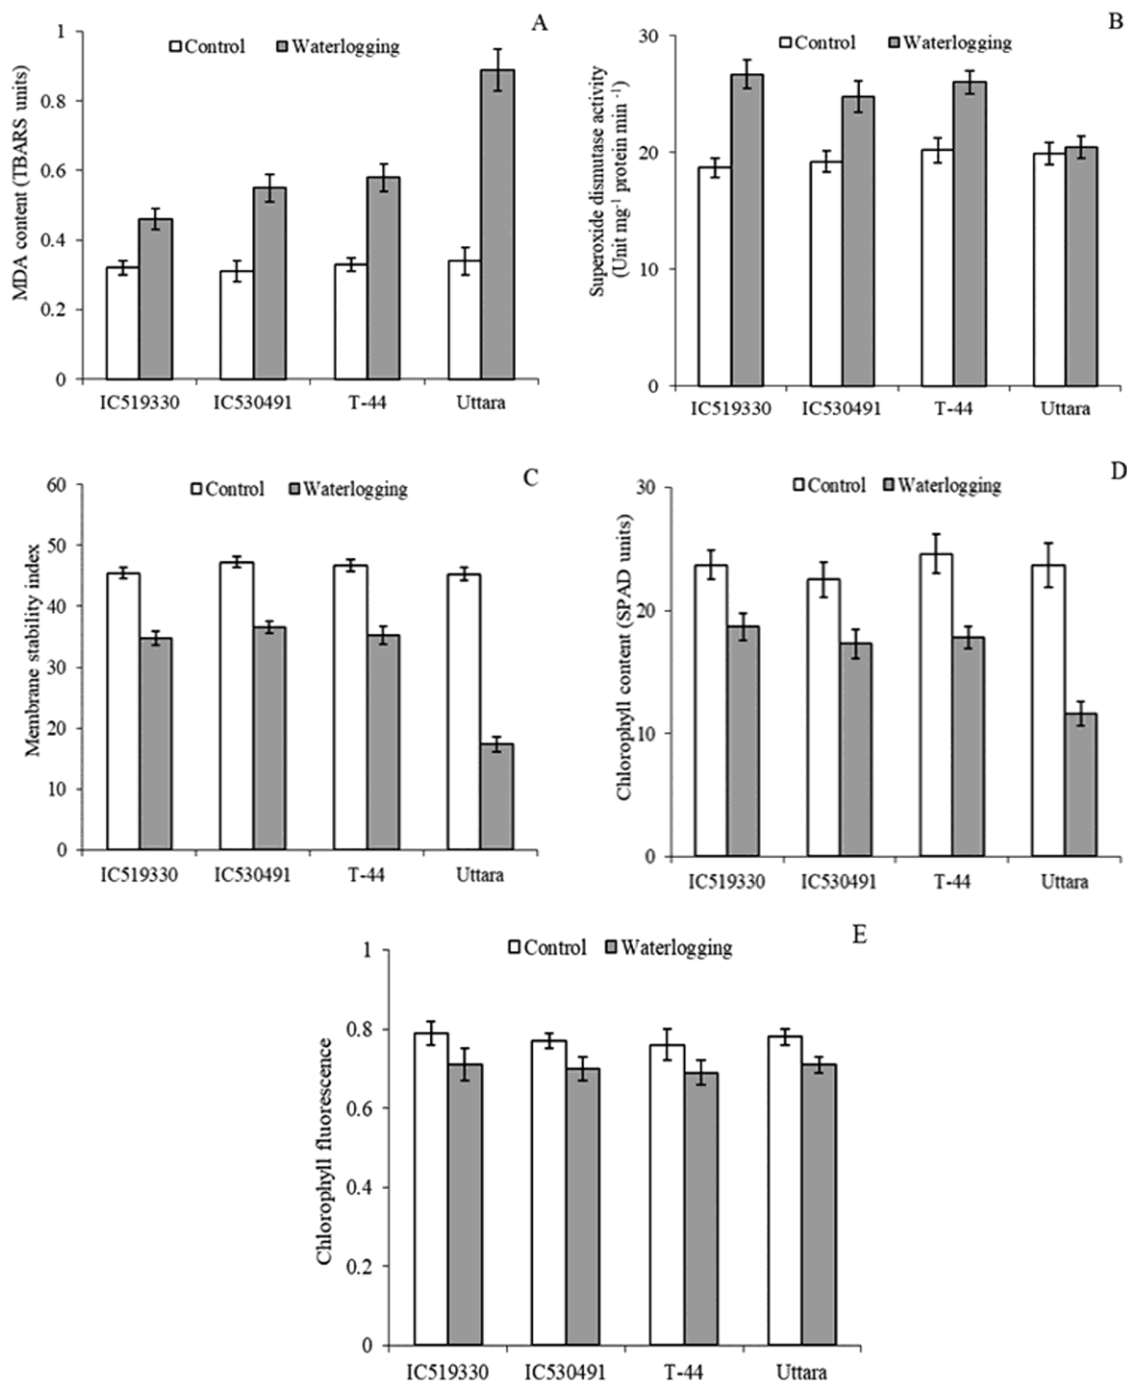 A
Control Waterlogging
MDA content (TBARS units)
1
0.8
0.6
0.4
0.2
0
IC519330 IC530491 T-44 Uttara
B
Control Waterlogging
Superoxide dismutase activity
(Unit mg-1 protein min -1)
30
20
10
0
IC519330 IC530491 T-44 Uttara
C
Control Waterlogging
Membrane stability index
60
50
40
30
20
10
0
IC519330 IC530491 T-44 Uttara
D
Control Waterlogging
Chlorophyll content (SPAD units)
30
20
10
0
IC519330 IC530491 T-44 Uttara
E
Control Waterlogging
Chlorophyll fluorescence
1
0.8
0.6
0.4
0.2
0
IC519330 IC530491 T-44 Uttara